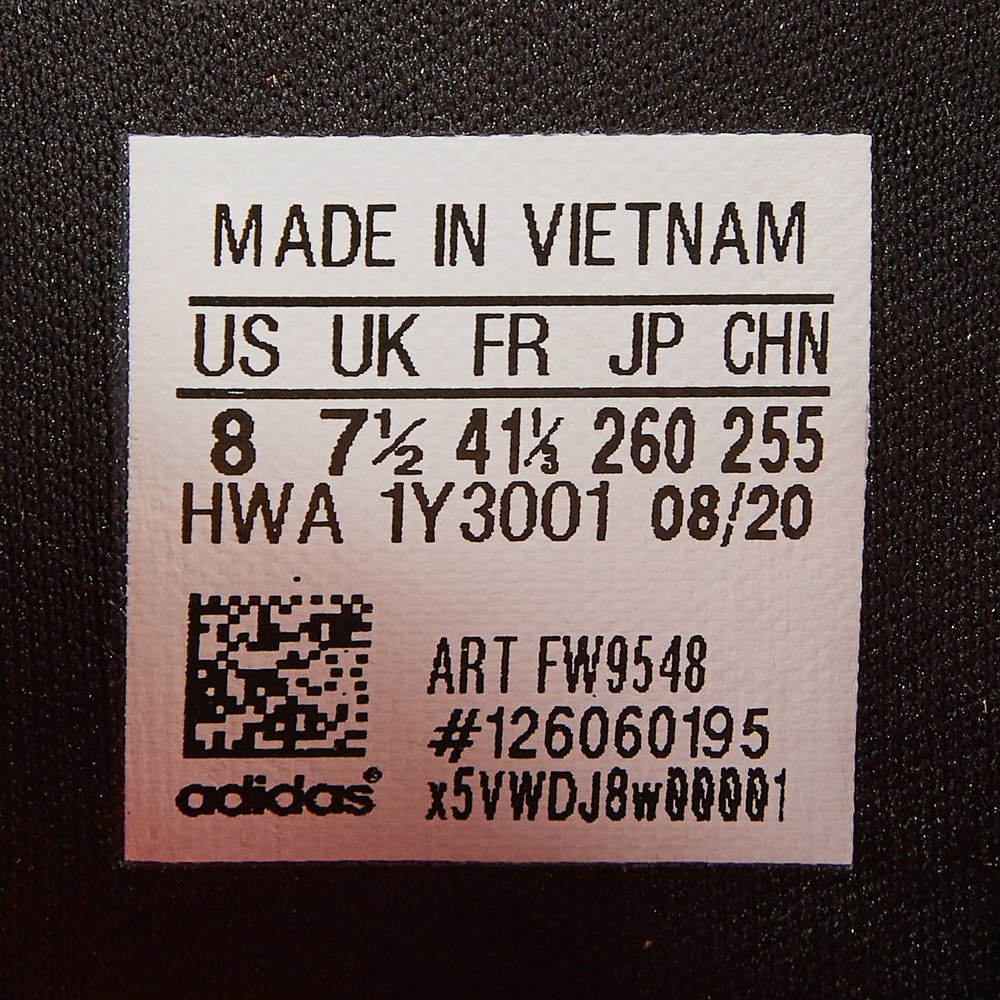 MADE IN VIETNAM
US UK FR JP CHN
8 7½ 41⅓ 260 255
HWA 1Y3001 08/20
ART FW9548
#126060195
x5VWDJ8w00001
adidas®